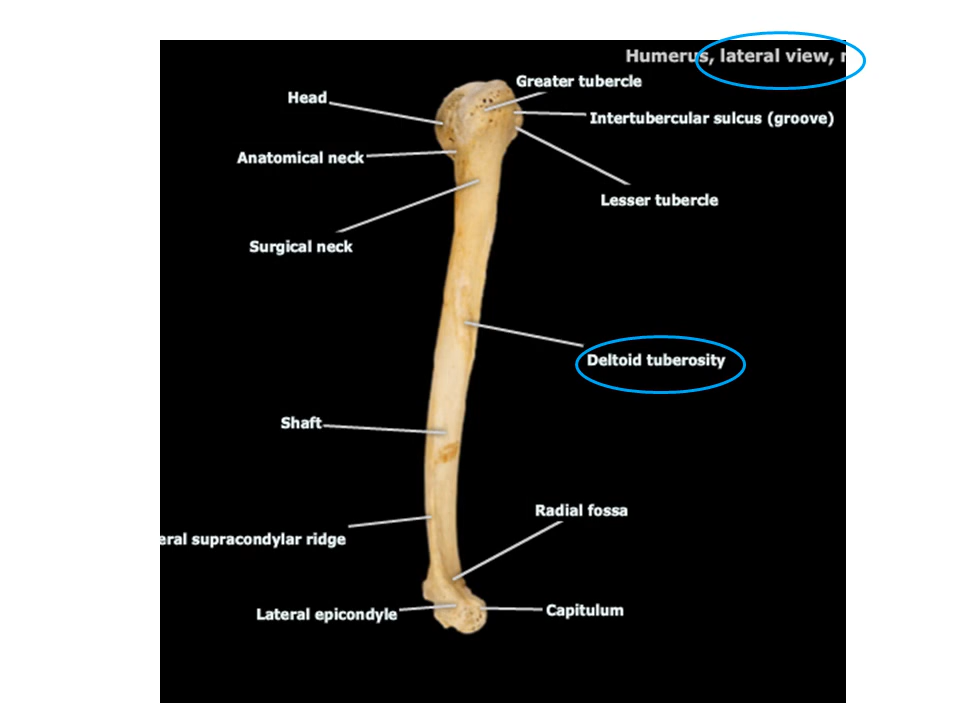 Humerus, lateral view, r
Greater tubercle
Head
Intertubercular sulcus (groove)
Anatomical neck
Lesser tubercle
Surgical neck
Deltoid tuberosity
Shaft
Radial fossa
eral supracondylar ridge
Lateral epicondyle
Capitulum